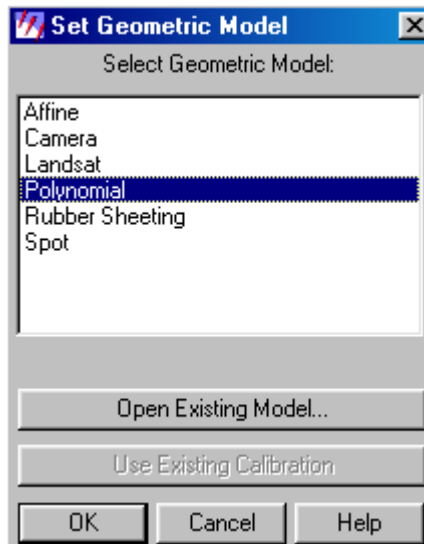 Set Geometric Model
Select Geometric Model:
Affine
Camera
Landsat
Polynomial
Rubber Sheeting
Spot
Open Existing Model...
Use Existing Calibration
OK Cancel Help